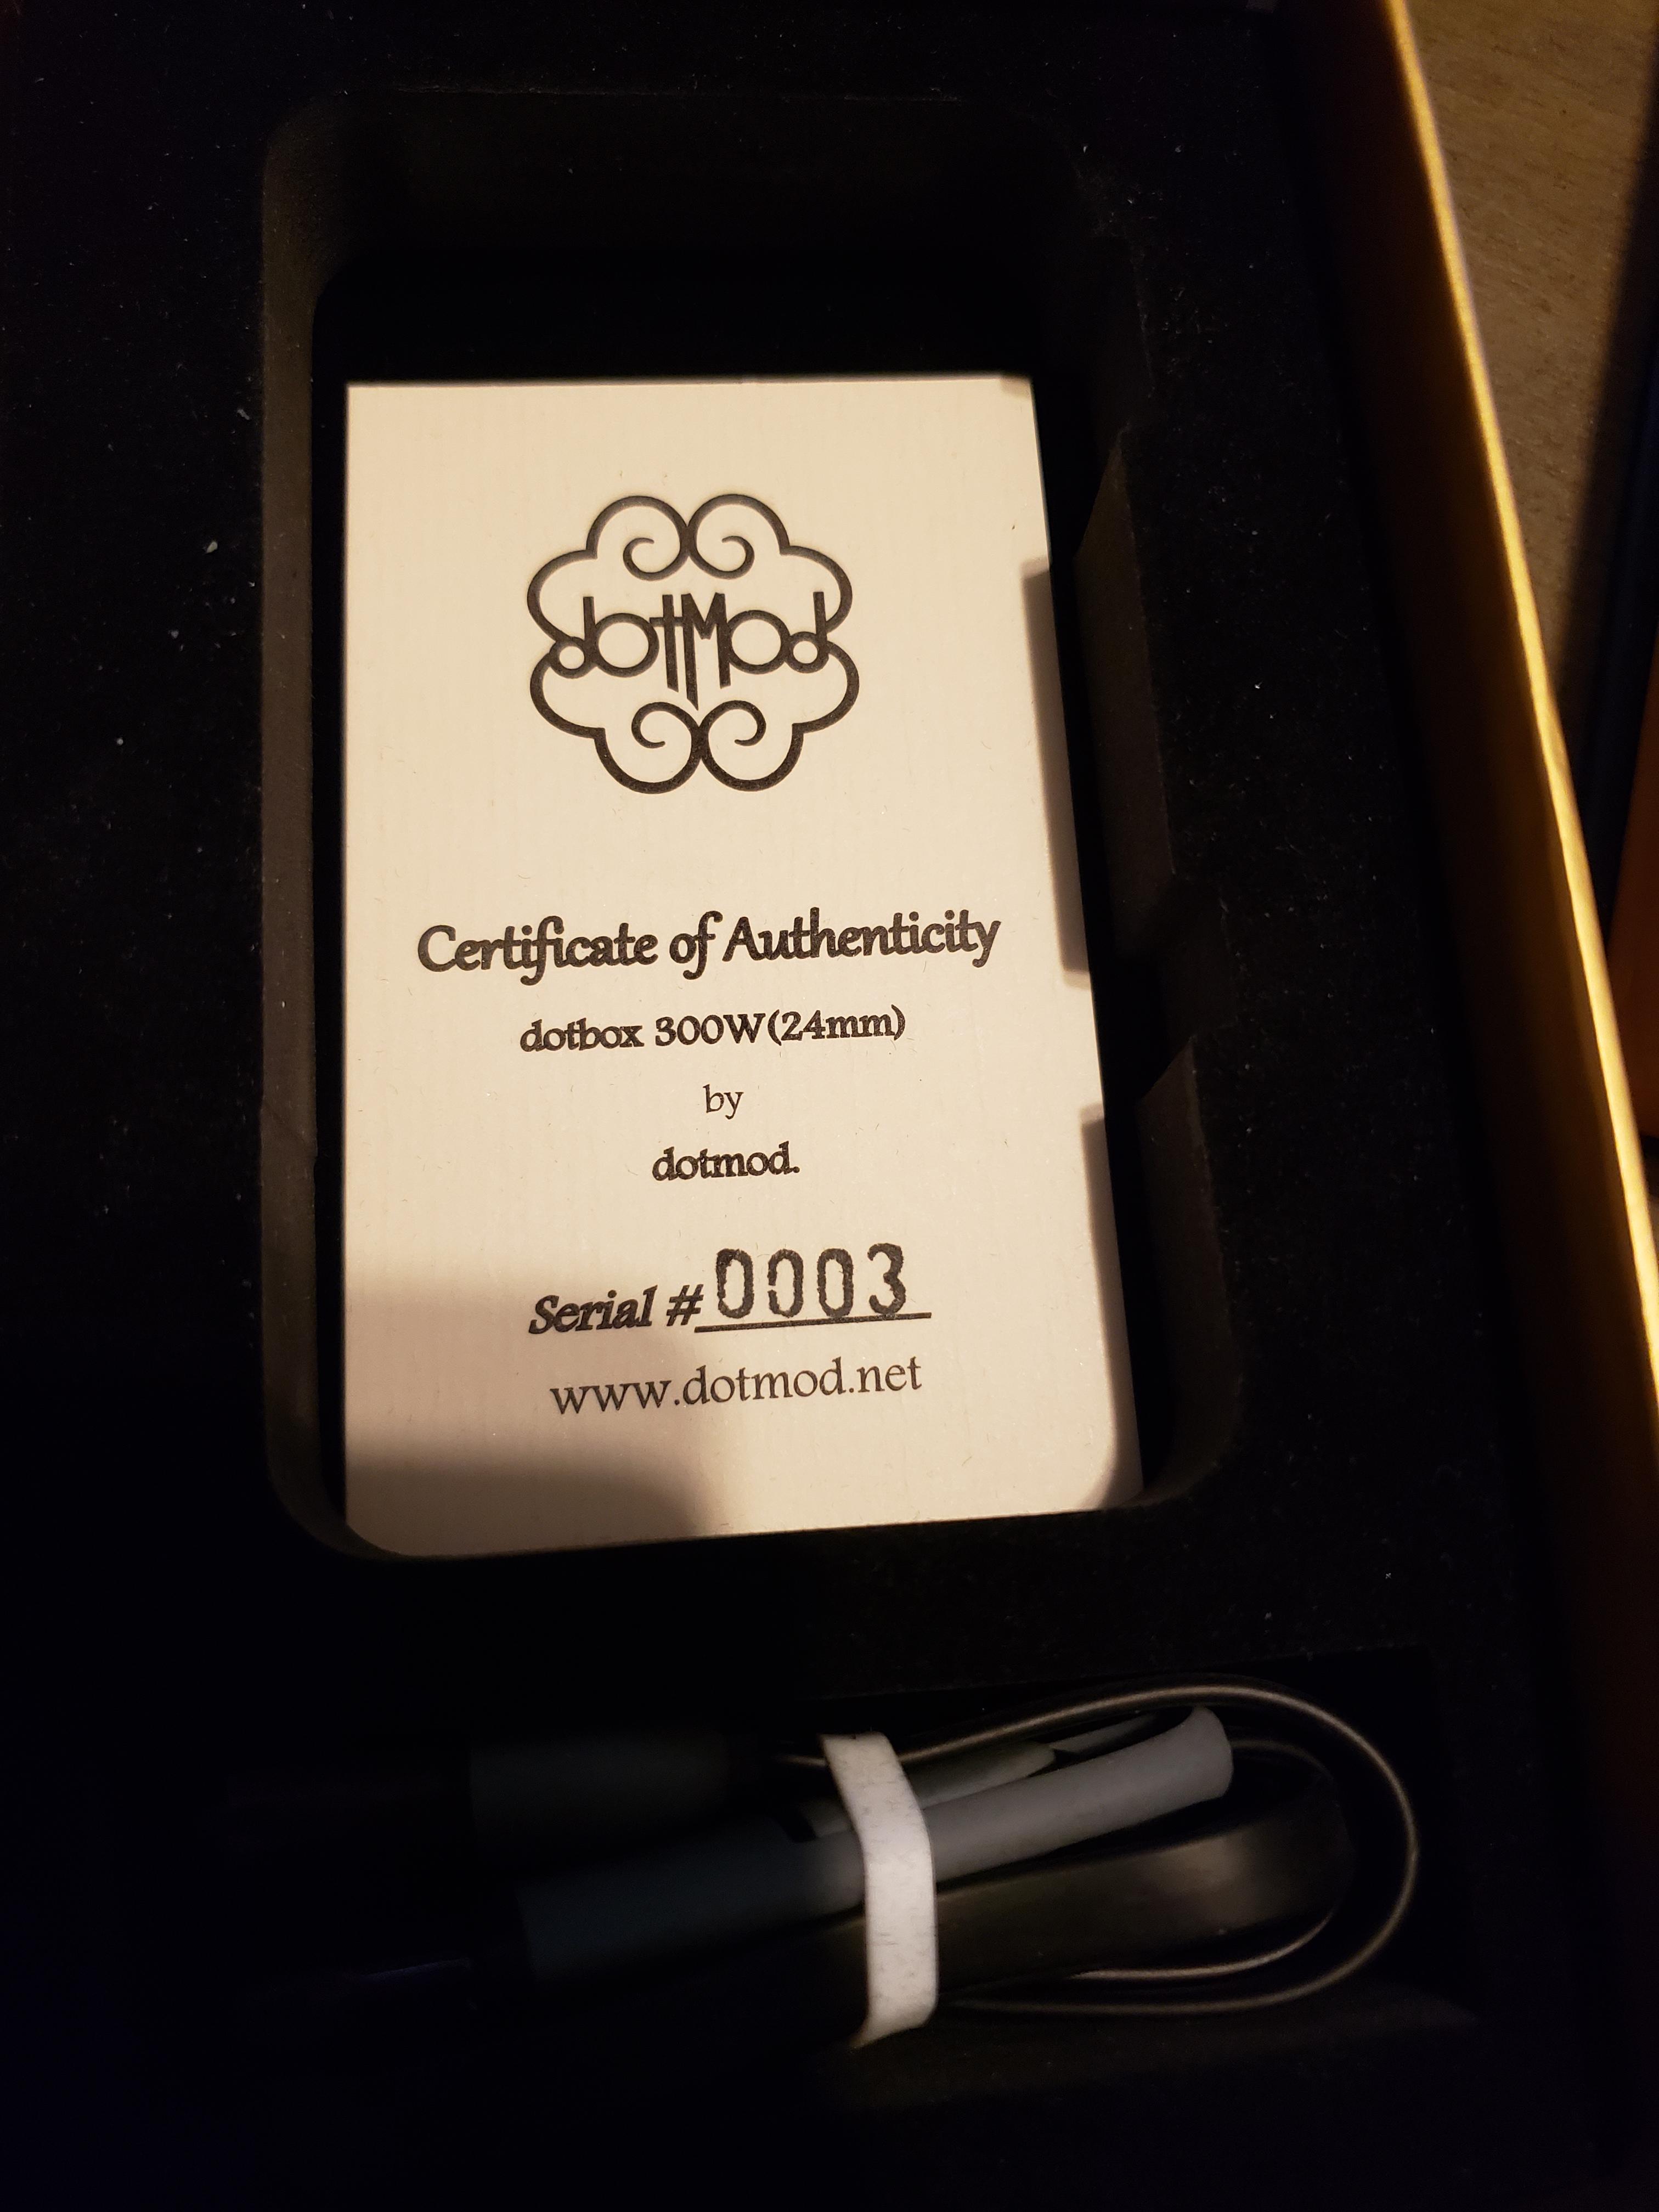 dotMod
Certificate of Authenticity
dotbox 300W(24mm)
by
dotmod.
Serial #0003
www.dotmod.net